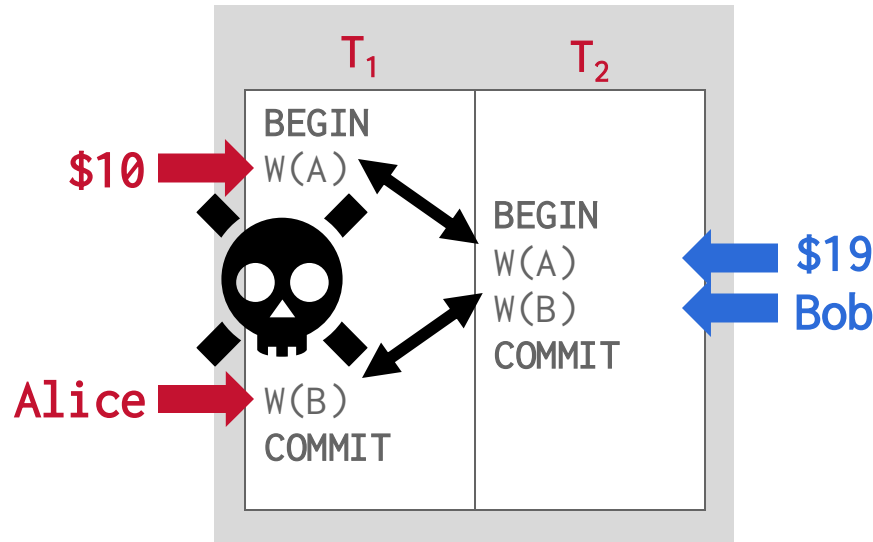 T1
T2
BEGIN
$10
W(A)
BEGIN
W(A)
$19
W(B)
Bob
COMMIT
Alice
W(B)
COMMIT